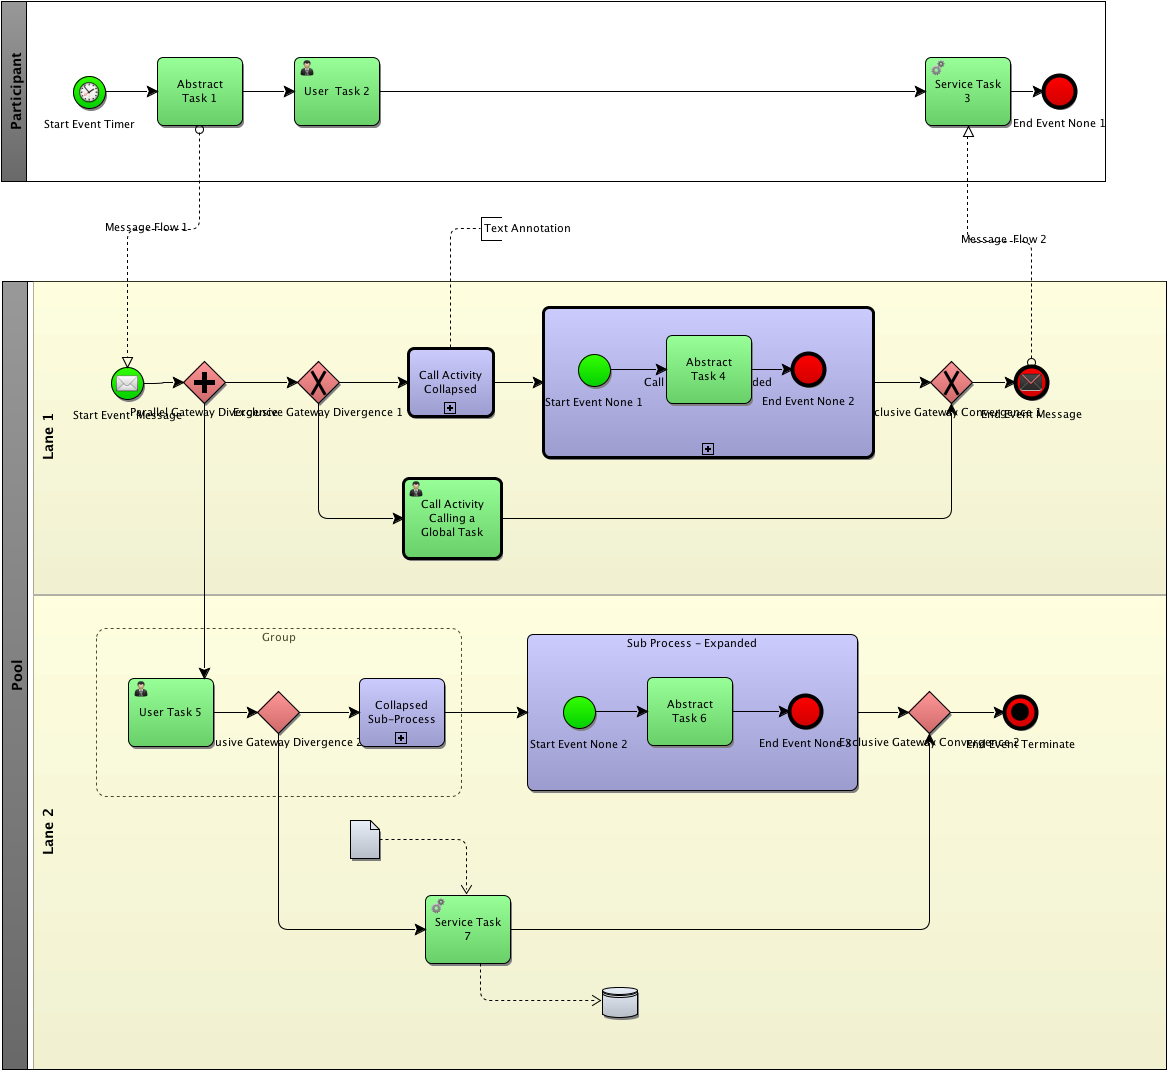 Participant
Abstract
Task 1
User  Task 2
Service Task
3
Start Event Timer
End Event None 1
Message Flow 1
Text Annotation
Message  Flow 2
Pool
Lane 1
Start Event  Message
Parallel Gateway Divergence
Exclusive Gateway Divergence 1
Call Activity
Collapsed
Call
ded
Start Event None 1
Abstract
Task 4
End Event None 2
Exclusive Gateway Convergence 1
End Event Message
Call Activity
Calling a
Global Task
Lane 2
Group
User Task 5
usive Gateway Divergence 2
Collapsed
Sub-Process
Sub Process - Expanded
Start Event None 2
Abstract
Task 6
End Event None 3
Exclusive Gateway Convergence 2
End Event Terminate
Service Task
7